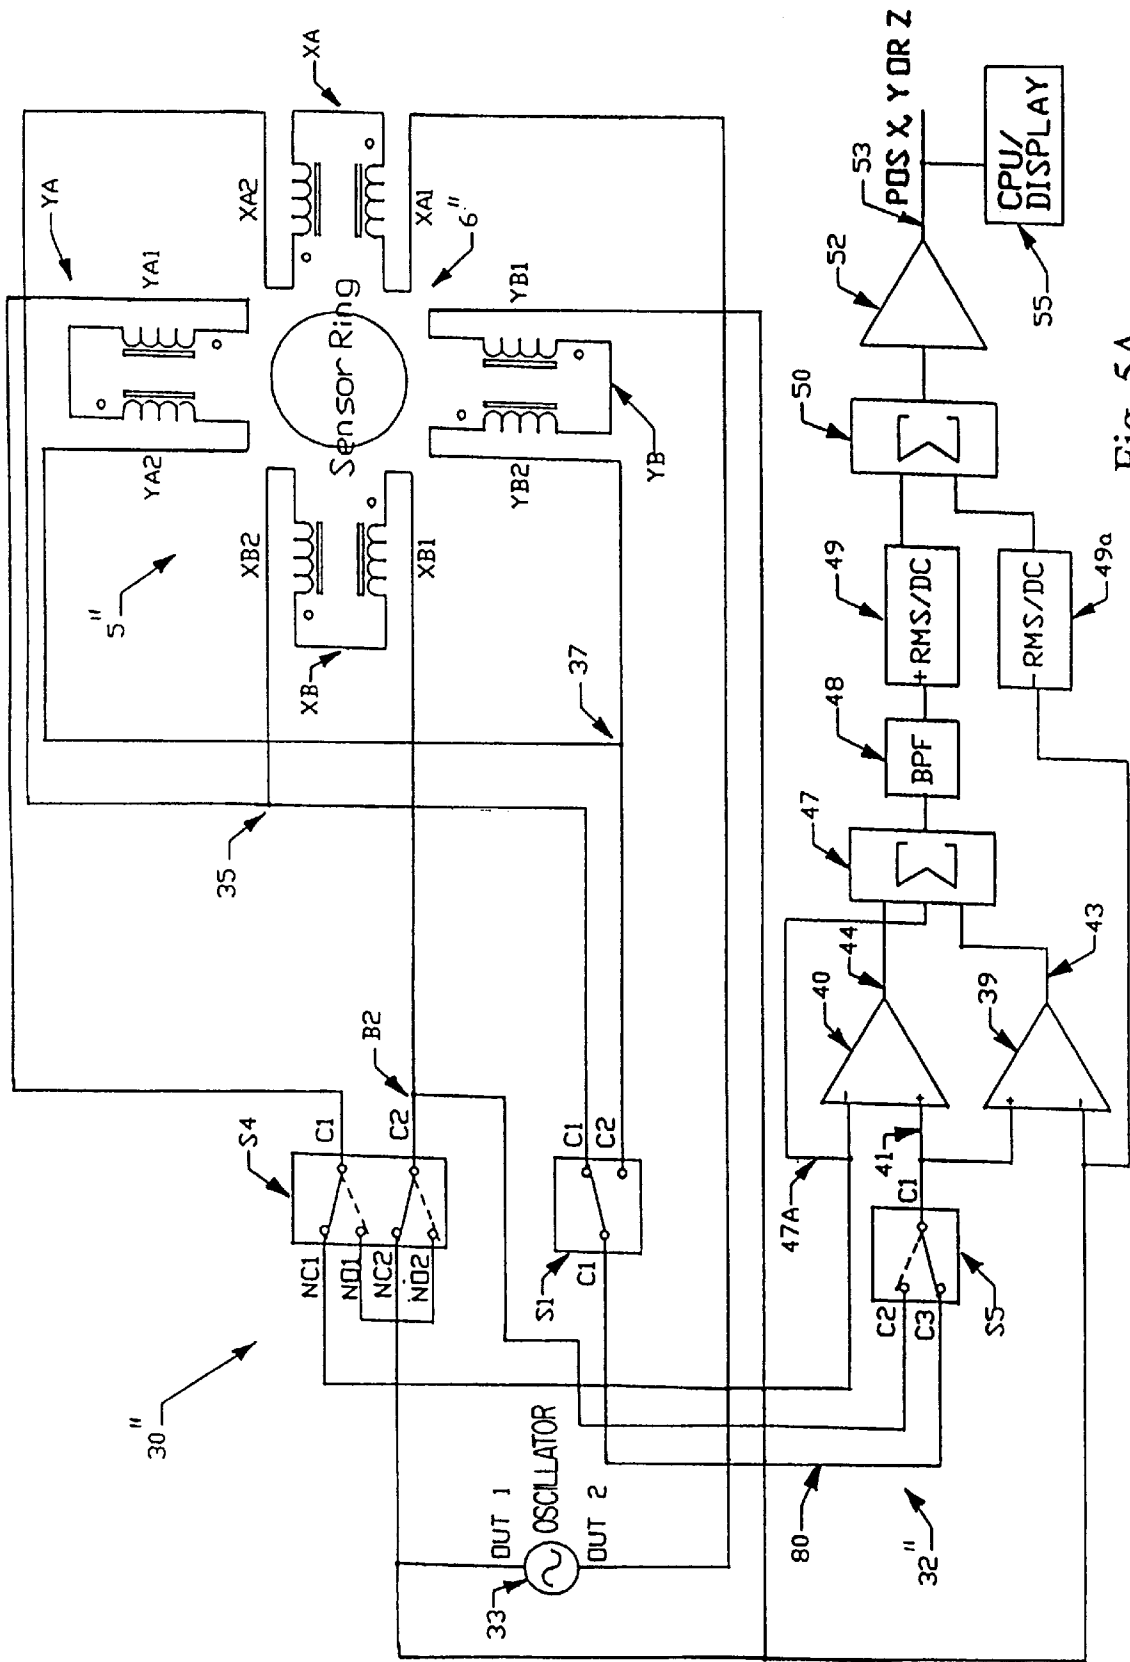 30"
S4
NC1
NO1
NC2
NO2
C1
C2
B2
35
37
S1
C1
C1
C2
33
OUT 1
OSCILLATOR
OUT 2
80
32"
5"
6"
YA
YA1
YA2
XA
XA2
XA1
Sensor Ring
XB2
XB1
XB
YB1
YB2
YB
47A
C2
C3
C1
S5
41
-
+
40
44
+
-
39
43
47
Σ
48
BPF
49
+RMS/DC
49a
-RMS/DC
50
Σ
52
53
POS X, Y OR Z
CPU/
DISPLAY
55